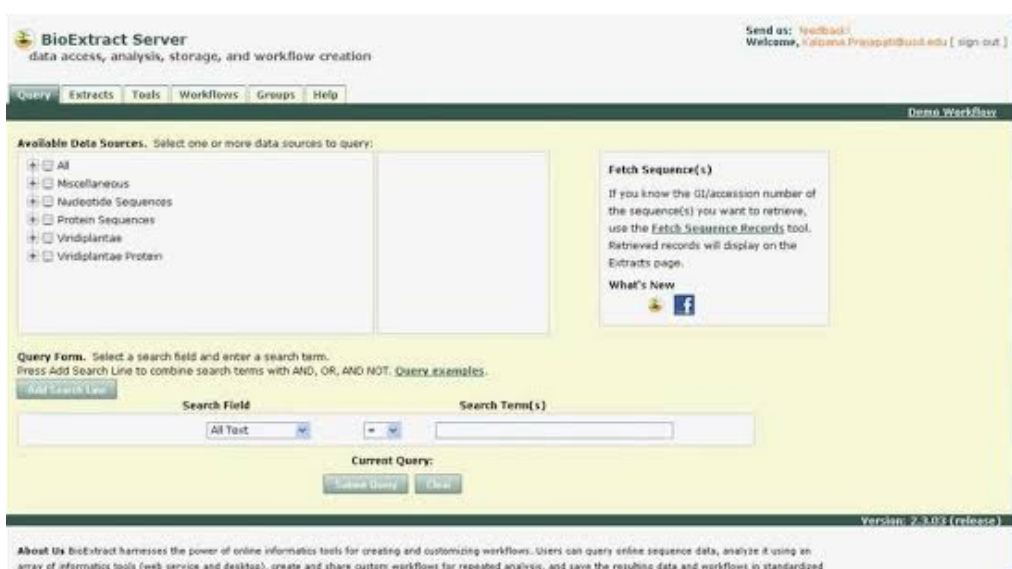 BioExtract Server
data access, analysis, storage, and workflow creation
Send us: feedback!
Welcome, Kalpana.Prajapati@usd.edu [ sign out ]
Query Extracts Tools Workflows Groups Help
Demo Workflow
Available Data Sources. Select one or more data sources to query:
All
Miscellaneous
Nucleotide Sequences
Protein Sequences
Viridiplantae
Viridiplantae Protein
Fetch Sequence(s)
If you know the GI/accession number of
the sequence(s) you want to retrieve,
use the Fetch Sequence Records tool.
Retrieved records will display on the
Extracts page.
What's New
f
Query Form. Select a search field and enter a search term.
Press Add Search Line to combine search terms with AND, OR, AND NOT. Query examples.
Add Search Line
Search Field Search Term(s)
All Text =
Current Query:
Submit Query Clear
Version: 2.3.03 (release)
About Us BioExtract harnesses the power of online informatics tools for creating and customizing workflows. Users can query online sequence data, analyze it using an
array of informatics tools (web service and desktop), create and share custom workflows for repeated analysis, and save the resulting data and workflows in standardized